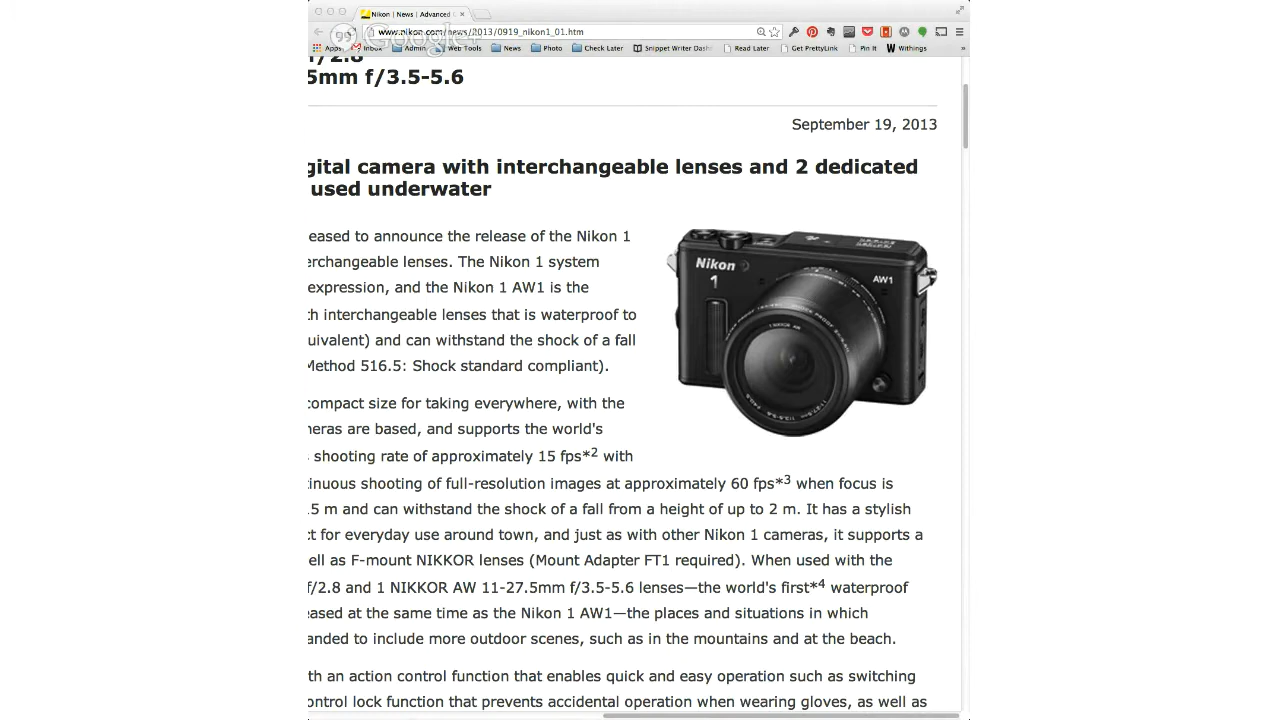 Nikon | News | Advanced
www.nikon.com/news/2013/0919_nikon1_01.htm
Google+
Apps Inbox Admin Web Tools News Photo Check Later Snippet Writer Dash Read Later Get PrettyLink Pin It Withings »
f/2.8
5mm f/3.5-5.6
September 19, 2013
gital camera with interchangeable lenses and 2 dedicated
used underwater
eased to announce the release of the Nikon 1
erchangeable lenses. The Nikon 1 system
expression, and the Nikon 1 AW1 is the
h interchangeable lenses that is waterproof to
uivalent) and can withstand the shock of a fall
Method 516.5: Shock standard compliant).
Nikon
1
AW1
compact size for taking everywhere, with the
neras are based, and supports the world's
shooting rate of approximately 15 fps*2 with
inuous shooting of full-resolution images at approximately 60 fps*3 when focus is
15 m and can withstand the shock of a fall from a height of up to 2 m. It has a stylish
t for everyday use around town, and just as with other Nikon 1 cameras, it supports a
ell as F-mount NIKKOR lenses (Mount Adapter FT1 required). When used with the
f/2.8 and 1 NIKKOR AW 11-27.5mm f/3.5-5.6 lenses—the world's first*4 waterproof
eased at the same time as the Nikon 1 AW1—the places and situations in which
anded to include more outdoor scenes, such as in the mountains and at the beach.
th an action control function that enables quick and easy operation such as switching
ontrol lock function that prevents accidental operation when wearing gloves, as well as